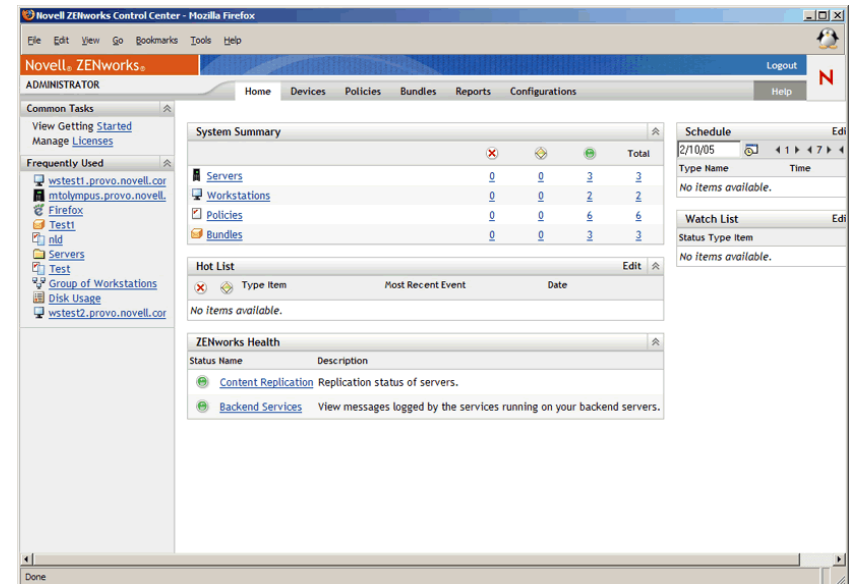 Novell ZENworks Control Center - Mozilla Firefox
File Edit View Go Bookmarks Tools Help
Novell® ZENworks®
Logout
N
ADMINISTRATOR
Home Devices Policies Bundles Reports Configurations
Help
Common Tasks
View Getting Started
Manage Licenses
Frequently Used
wstest1.provo.novell.cor
mtolympus.provo.novell.
Firefox
Test1
nld
Servers
Test
Group of Workstations
Disk Usage
wstest2.provo.novell.cor
System Summary
Total
Servers 0 0 3 3
Workstations 0 0 2 2
Policies 0 0 6 6
Bundles 0 0 3 3
Hot List Edit
Type Item Most Recent Event Date
No items available.
ZENworks Health
Status Name Description
Content Replication Replication status of servers.
Backend Services View messages logged by the services running on your backend servers.
Schedule Edi
2/10/05 1 7
Type Name Time
No items available.
Watch List Edi
Status Type Item
No items available.
Done